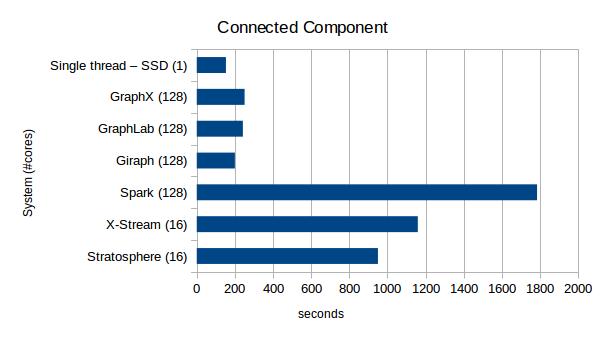 Connected Component
System (#cores)
Single thread – SSD (1)
GraphX (128)
GraphLab (128)
Giraph (128)
Spark (128)
X-Stream (16)
Stratosphere (16)
0 200 400 600 800 1000 1200 1400 1600 1800 2000
seconds